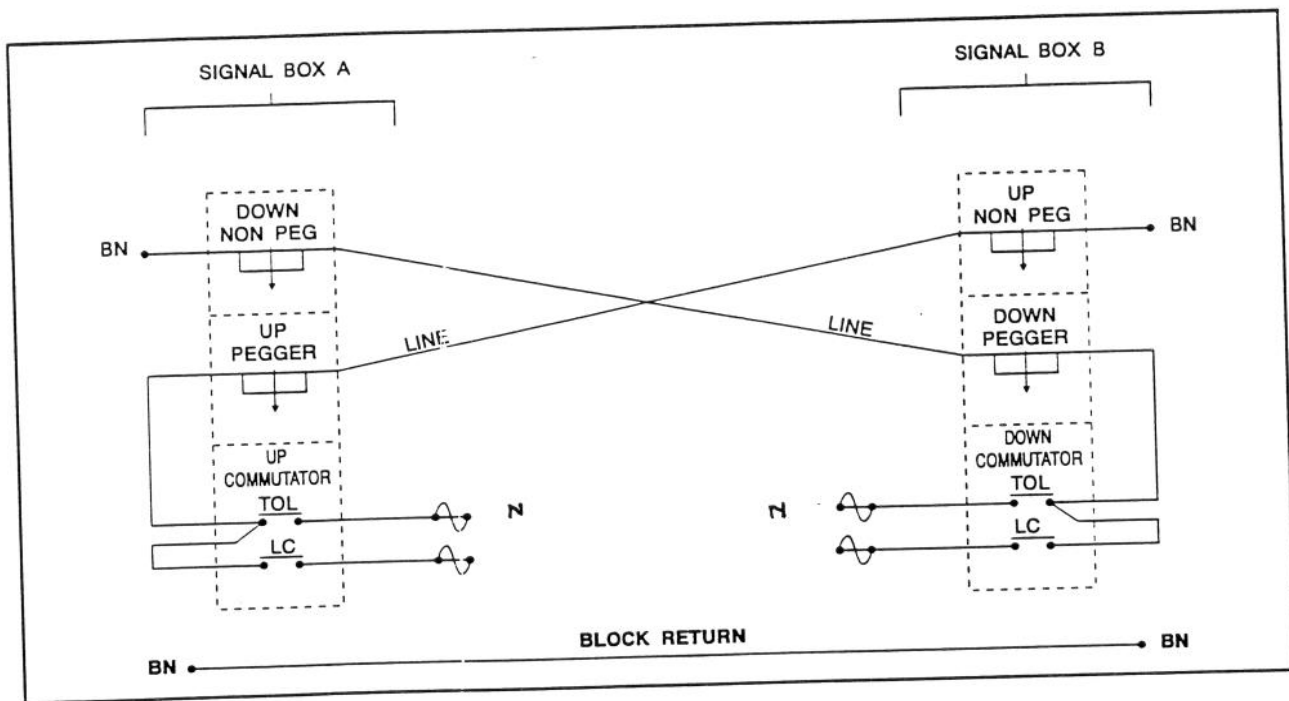 SIGNAL BOX A
SIGNAL BOX B
DOWN
NON PEG
BN
UP
NON PEG
BN
UP
PEGGER
LINE
LINE
DOWN
PEGGER
UP
COMMUTATOR
TOL
N
LC
DOWN
COMMUTATOR
TOL
N
LC
BLOCK RETURN
BN
BN